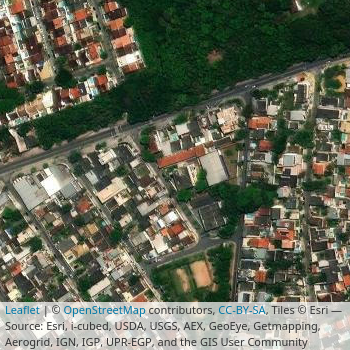 Leaflet | © OpenStreetMap contributors, CC-BY-SA, Tiles © Esri —
Source: Esri, i-cubed, USDA, USGS, AEX, GeoEye, Getmapping,
Aerogrid, IGN, IGP, UPR-EGP, and the GIS User Community